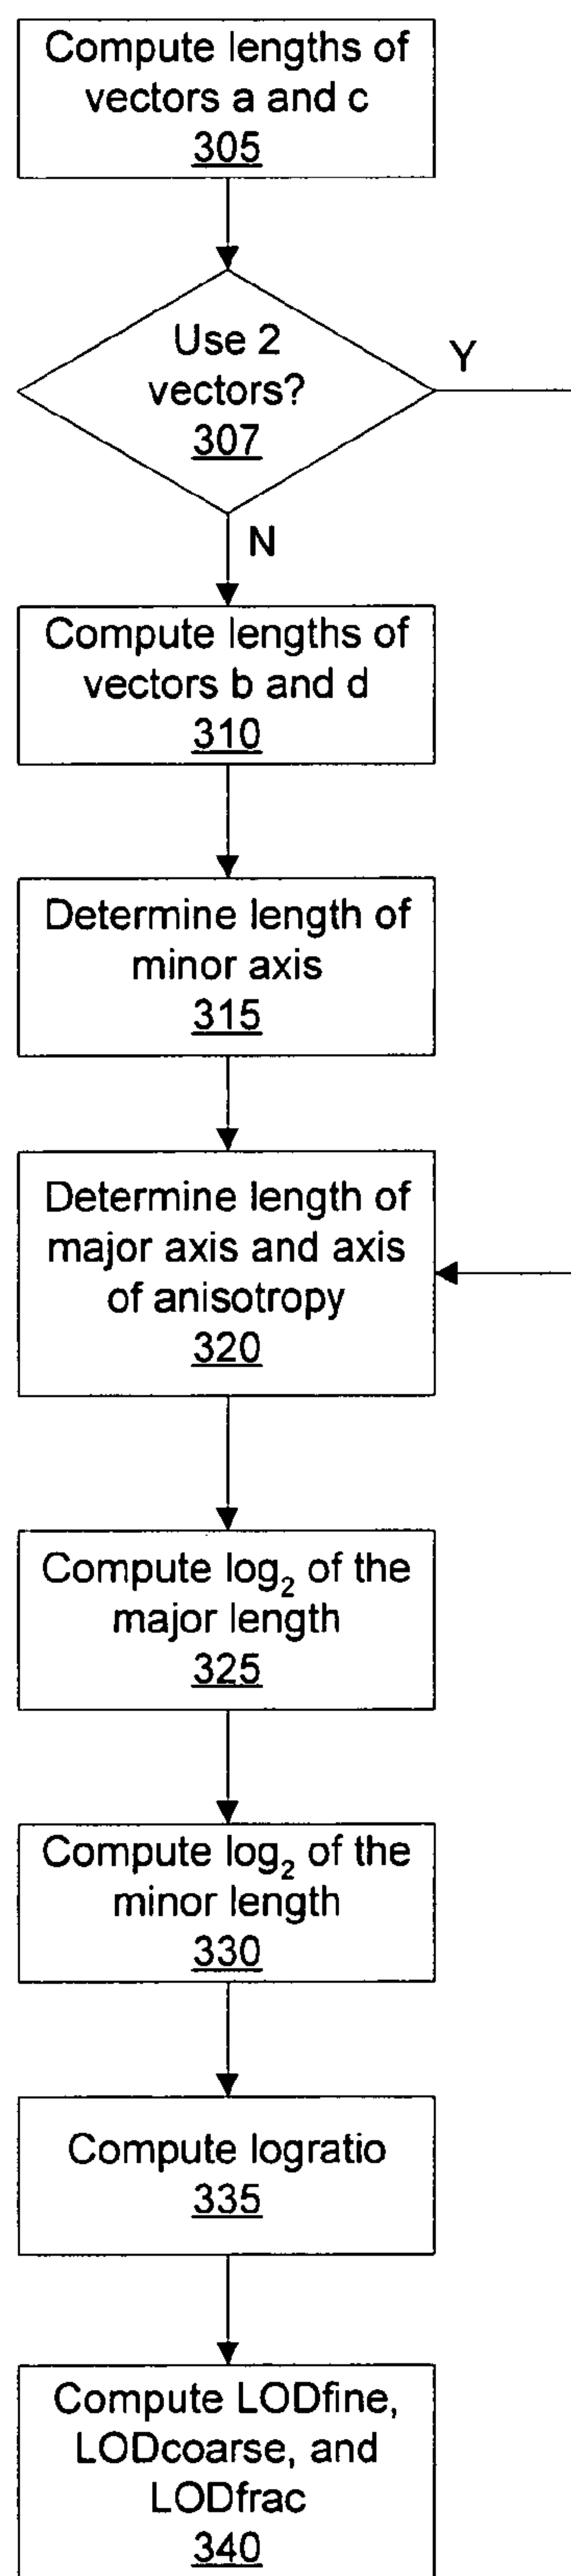 Compute lengths of
vectors a and c
305
Use 2
vectors?
307
Y
N
Compute lengths of
vectors b and d
310
Determine length of
minor axis
315
Determine length of
major axis and axis
of anisotropy
320
Compute log₂ of the
major length
325
Compute log₂ of the
minor length
330
Compute logratio
335
Compute LODfine,
LODcoarse, and
LODfrac
340